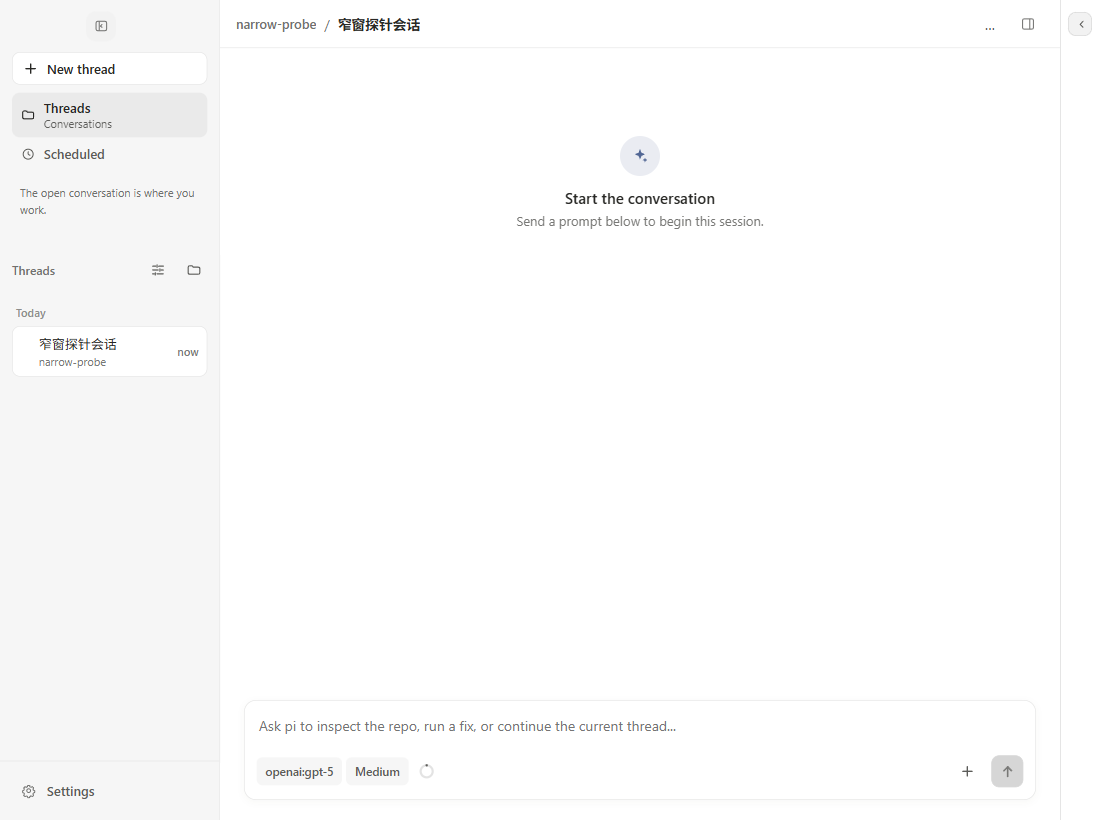 New thread
Threads
Conversations
Scheduled
The open conversation is where you
work.
Threads
Today
窄窗探针会话
narrow-probe
now
Settings
narrow-probe / 窄窗探针会话
...
Start the conversation
Send a prompt below to begin this session.
Ask pi to inspect the repo, run a fix, or continue the current thread...
openai:gpt-5
Medium